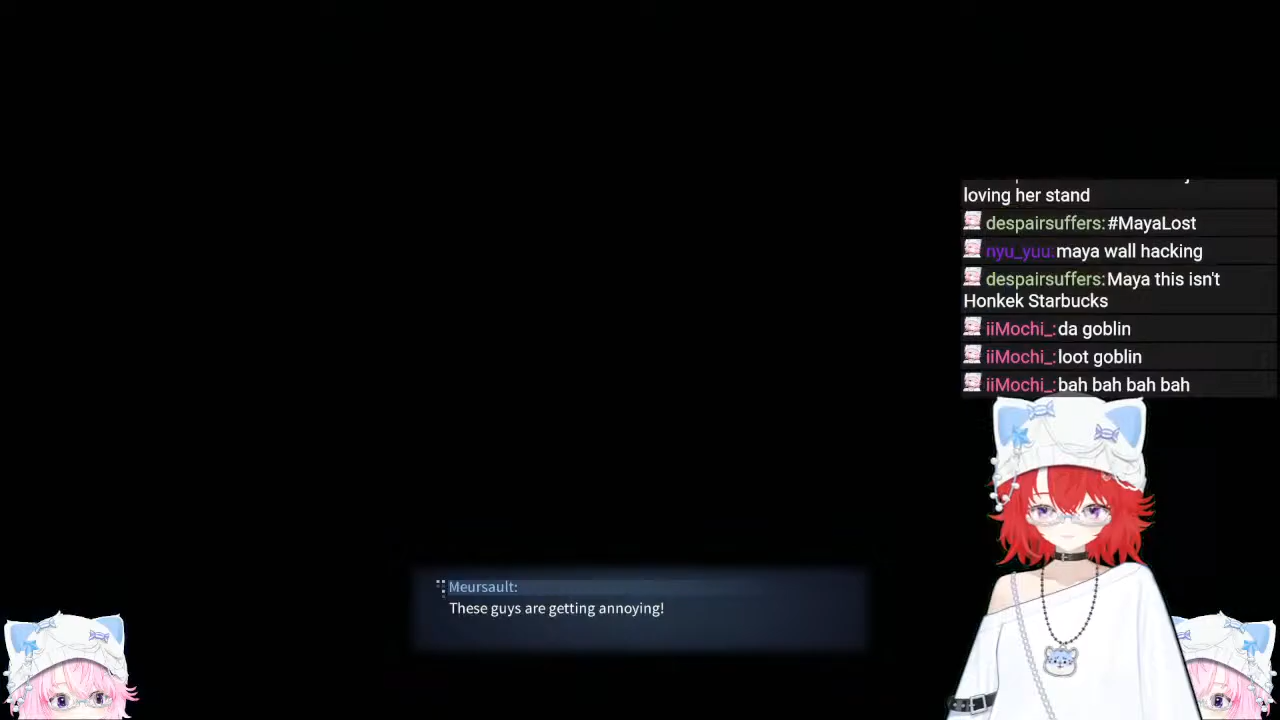 loving her stand
despairsuffers: #MayaLost
nyu_yuu: maya wall hacking
despairsuffers: Maya this isn't
Honkek Starbucks
iiMochi_: da goblin
iiMochi_: loot goblin
iiMochi_: bah bah bah bah
Meursault:
These guys are getting annoying!